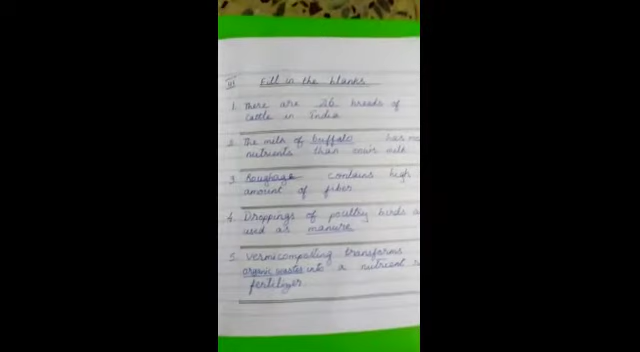 III Fill in the blanks
1. There are 26 breeds of
cattle in India
2. The milk of buffalo has
nutrients than cow's milk
3. Roughage contains high
amount of fiber
4. Droppings of poultry birds
used as manure
5. Vermicomposting transforms
organic wastes into a nutrient
fertilizer